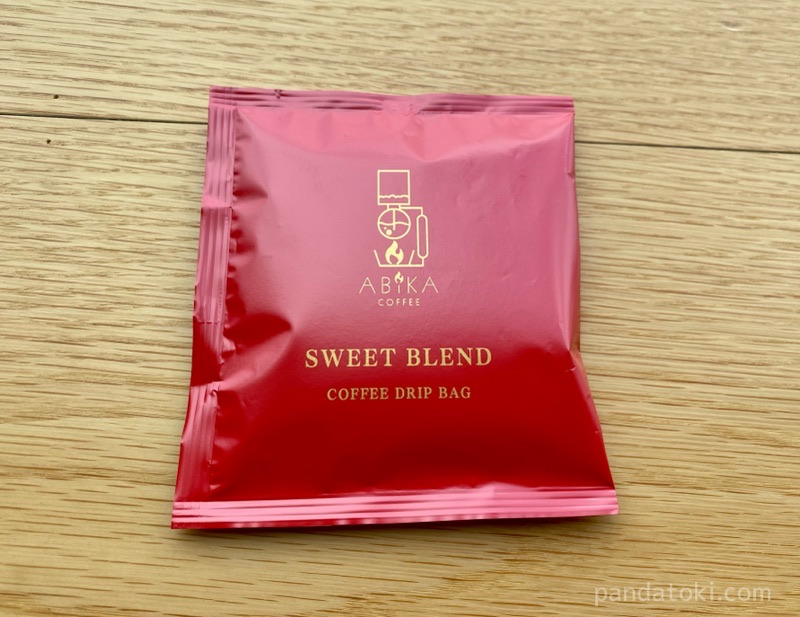 ABiKA
COFFEE
SWEET BLEND
COFFEE DRIP BAG
pandatoki.com